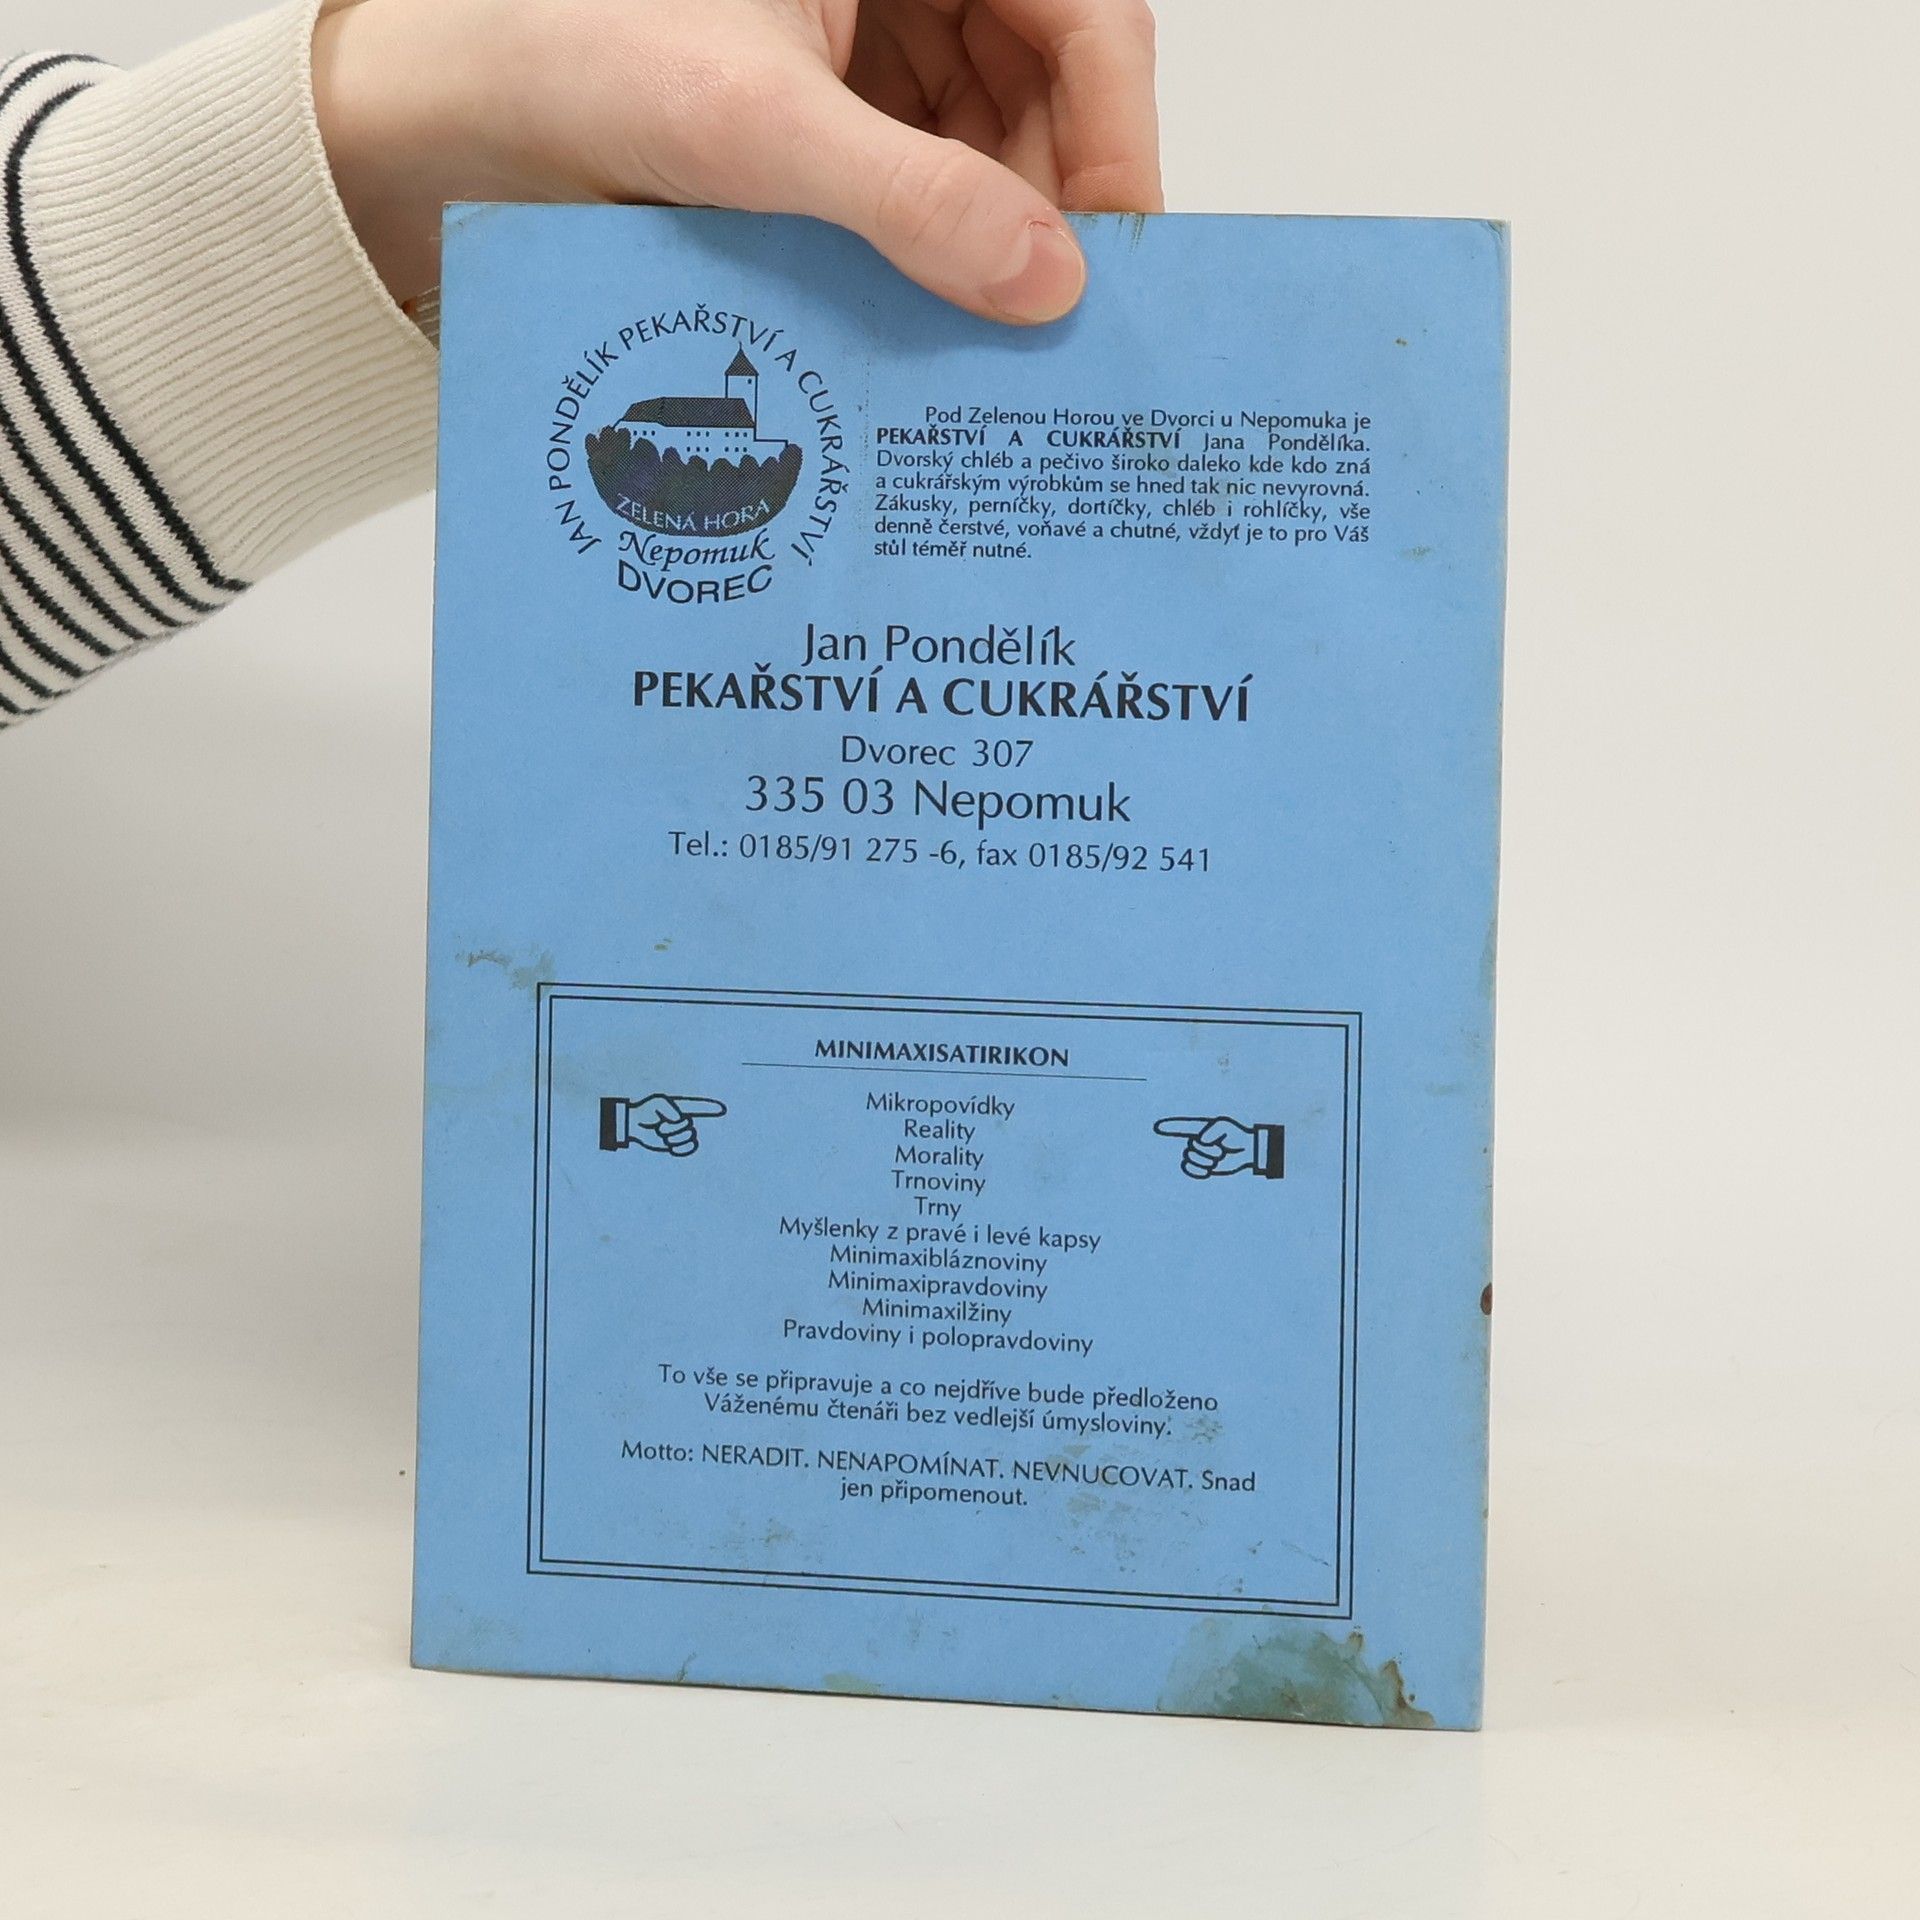 JAN PONDĚLÍK PEKAŘSTVÍ A CUKRÁŘSTVÍ
ZELENÁ HORA
Nepomuk
DVOREC
Pod Zelenou Horou ve Dvorci u Nepomuka je
PEKAŘSTVÍ A CUKRÁŘSTVÍ Jana Pondělíka.
Dvorský chléb a pečivo široko daleko kde kdo zná
a cukrářským výrobkům se hned tak nic nevyrovná.
Zákusky, perníčky, dortíčky, chléb i rohlíčky, vše
denně čerstvé, voňavé a chutné, vždyť je to pro Váš
stůl téměř nutné.
Jan Pondělík
PEKAŘSTVÍ A CUKRÁŘSTVÍ
Dvorec 307
335 03 Nepomuk
Tel.: 0185/91 275 -6, fax 0185/92 541
MINIMAXISATIRIKON
Mikropovídky
Reality
Morality
Trnoviny
Trny
Myšlenky z pravé i levé kapsy
Minimaxibláznoviny
Minimaxipravdoviny
Minimaxilžiny
Pravdoviny i polopravdoviny
To vše se připravuje a co nejdříve bude předloženo
Váženému čtenáři bez vedlejší úmysloviny.
Motto: NERADIT. NENAPOMÍNAT. NEVNUCOVAT. Snad
jen připomenout.